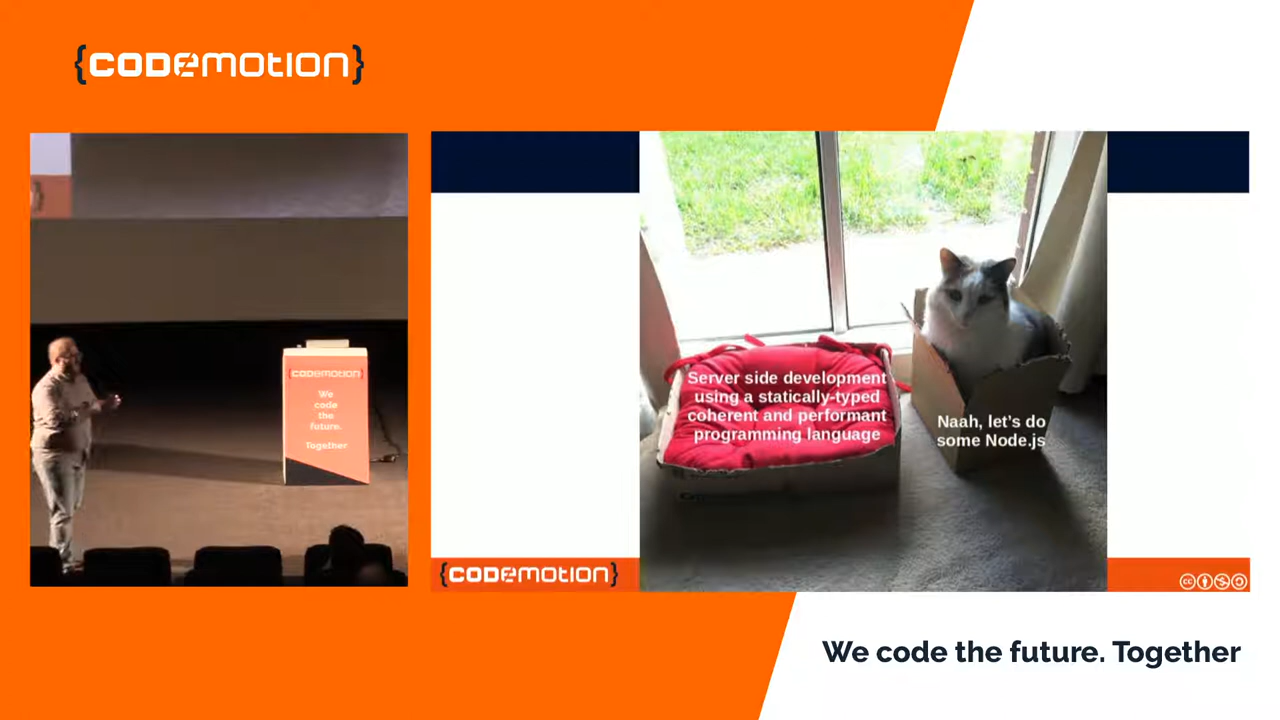 {CODEMOTION}
{CODEMOTION}
We
code
the
future.
Together
Server side development
using a statically-typed
coherent and performant
programming language
Naah, let's do
some Node.js
{CODEMOTION}
cc
We code the future. Together